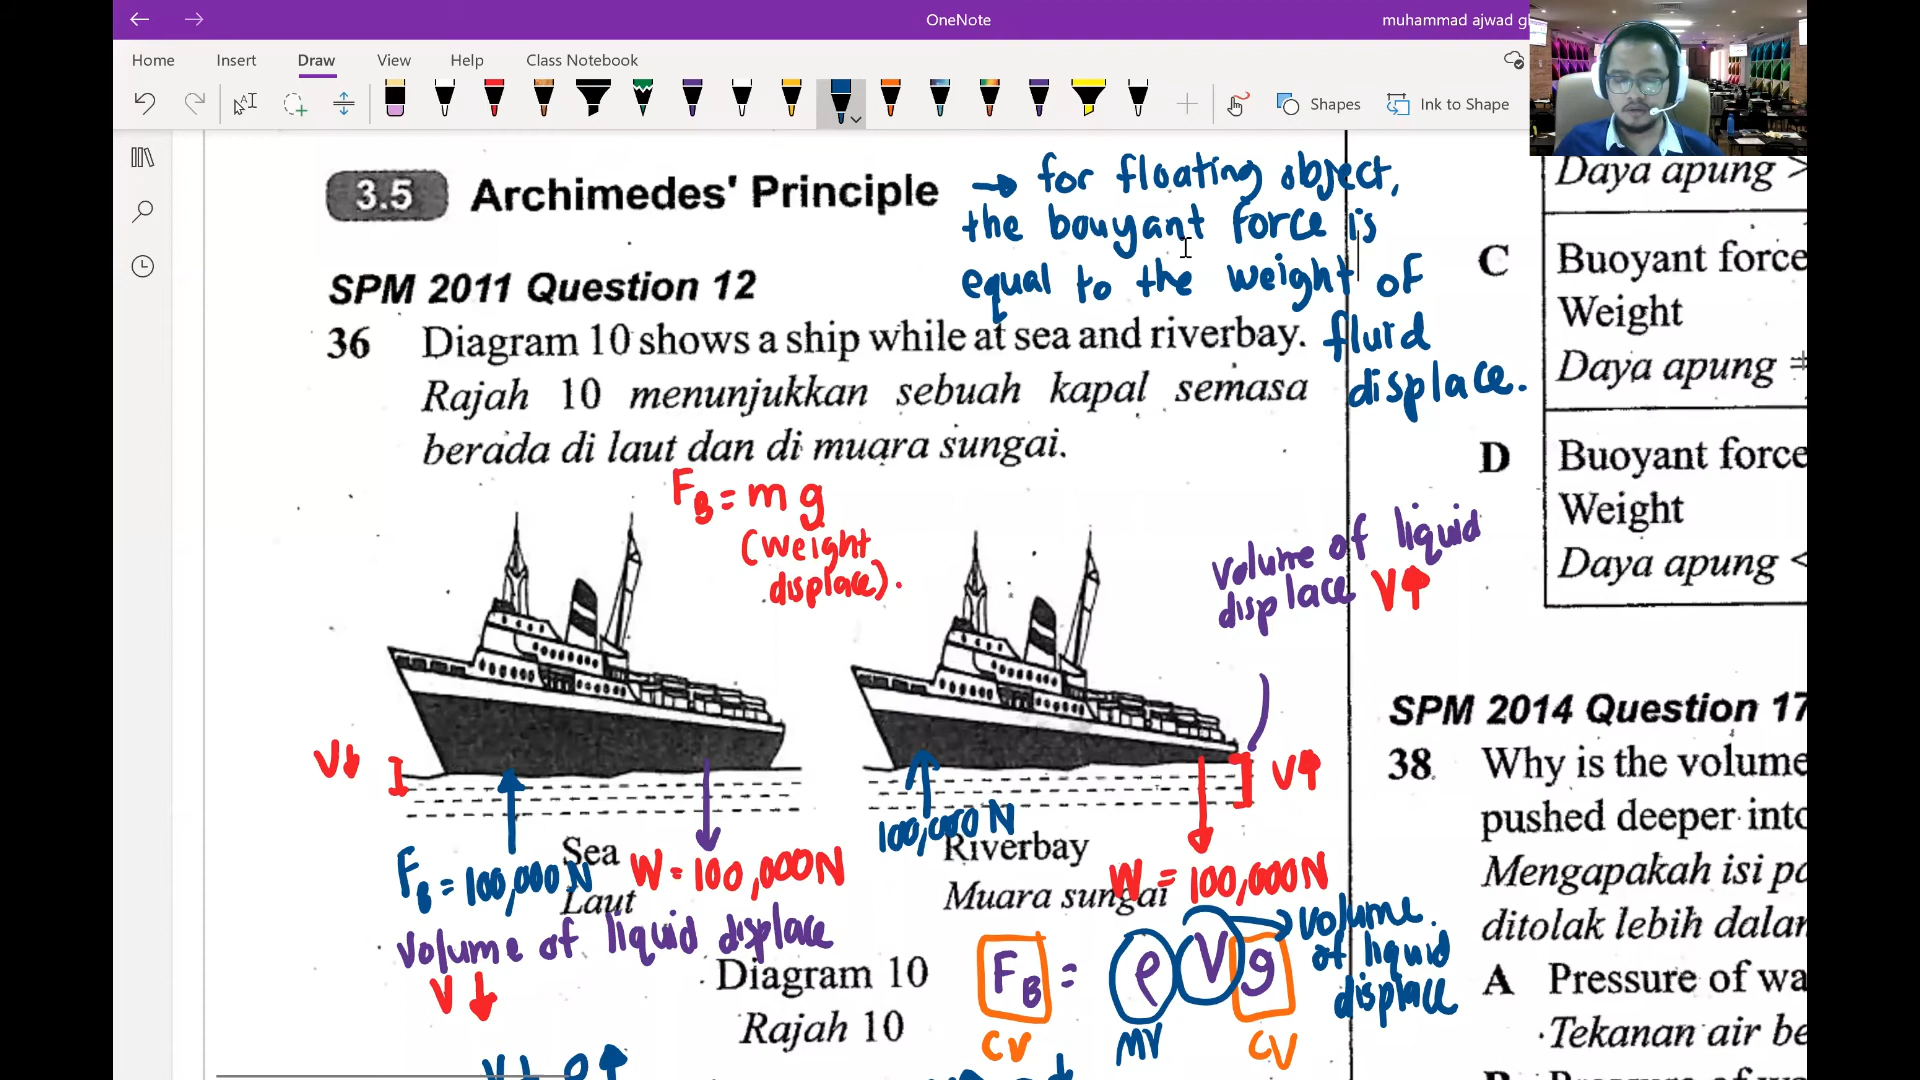 OneNote
muhammad ajwad
Home Insert Draw View Help Class Notebook
Shapes Ink to Shape
3.5 Archimedes' Principle
→ for floating object,
the bouyant force is
equal to the weight of
fluid
displace.
SPM 2011 Question 12
36 Diagram 10 shows a ship while at sea and riverbay.
Rajah 10 menunjukkan sebuah kapal semasa
berada di laut dan di muara sungai.
FB = mg
(weight
displace).
volume of liquid
displace V↑
V↓
V↑
FB = 100,000N
W = 100,000N
100,000N
W = 100,000N
Sea
Laut
Riverbay
Muara sungai
volume of liquid displace
V↓
Diagram 10
Rajah 10
FB = ρVg
volume
of liquid
displace
CV MV CV
V↓ ρ↑
Daya apung >
C Buoyant force
Weight
Daya apung =
D Buoyant force
Weight
Daya apung <
SPM 2014 Question 17
38. Why is the volume
pushed deeper into
Mengapakah isi pa
ditolak lebih dalam
A Pressure of wa
Tekanan air be